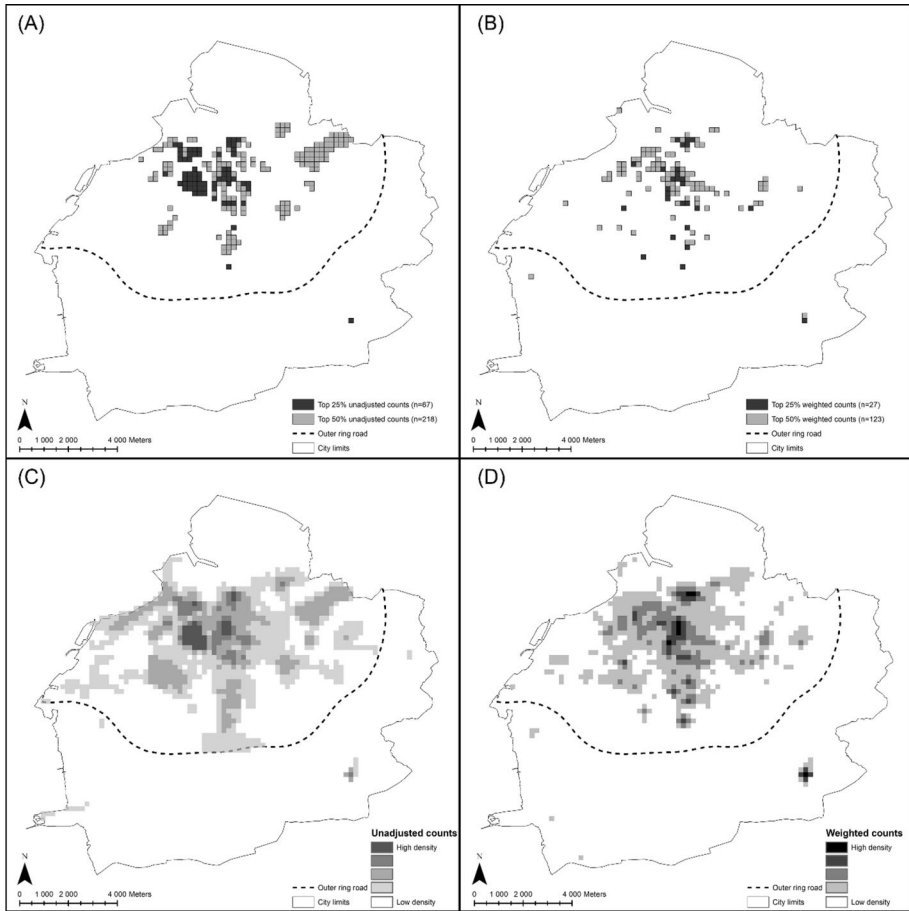 (A)
N
0 1 000 2 000 4 000 Meters
Top 25% unadjusted counts (n=67)
Top 50% unadjusted counts (n=218)
Outer ring road
City limits
(B)
N
0 1 000 2 000 4 000 Meters
Top 25% weighted counts (n=27)
Top 50% weighted counts (n=123)
Outer ring road
City limits
(C)
N
0 1 000 2 000 4 000 Meters
Unadjusted counts
High density
Outer ring road
City limits
Low density
(D)
N
0 1 000 2 000 4 000 Meters
Weighted counts
High density
Outer ring road
City limits
Low density